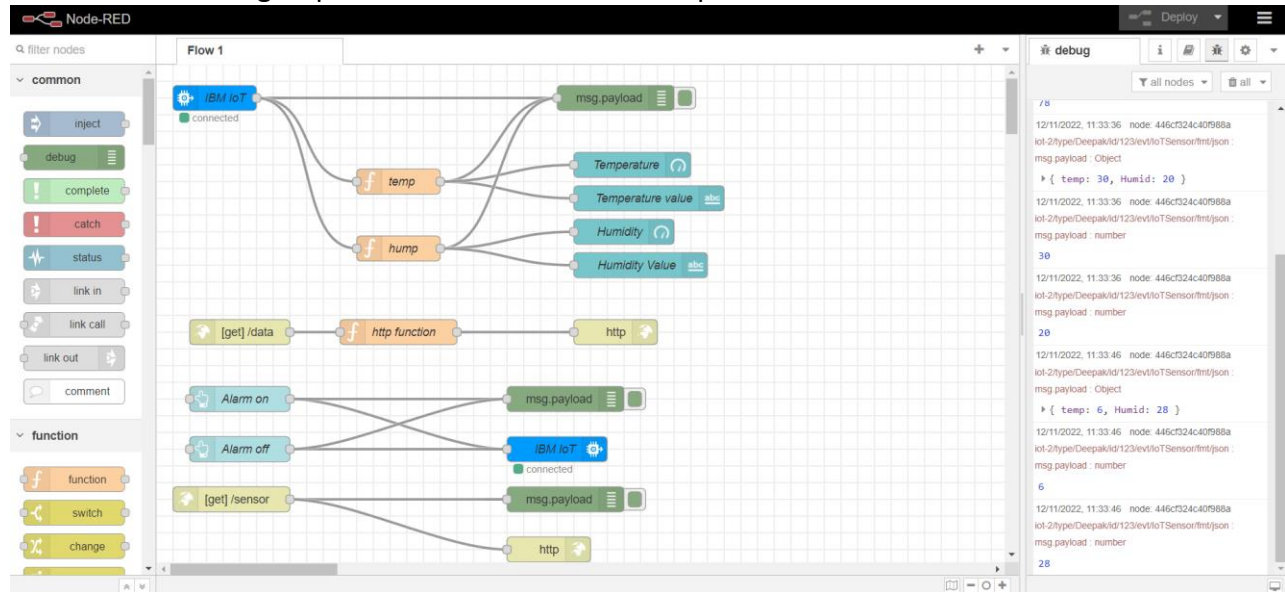 Node-RED
Deploy
filter nodes
Flow 1
debug
i
all nodes
all
common
inject
debug
complete
catch
status
link in
link call
link out
comment
function
function
switch
change
IBM IoT
connected
msg.payload
temp
Temperature
Temperature value
abc
hump
Humidity
Humidity Value
abc
[get] /data
http function
http
Alarm on
msg.payload
Alarm off
IBM IoT
connected
[get] /sensor
msg.payload
http
78
12/11/2022, 11:33:36 node: 446cf324c40f988a
iot-2/type/Deepak/id/123/evt/IoTSensor/fmt/json :
msg.payload : Object
{ temp: 30, Humid: 20 }
12/11/2022, 11:33:36 node: 446cf324c40f988a
iot-2/type/Deepak/id/123/evt/IoTSensor/fmt/json :
msg.payload : number
30
12/11/2022, 11:33:36 node: 446cf324c40f988a
iot-2/type/Deepak/id/123/evt/IoTSensor/fmt/json :
msg.payload : number
20
12/11/2022, 11:33:46 node: 446cf324c40f988a
iot-2/type/Deepak/id/123/evt/IoTSensor/fmt/json :
msg.payload : Object
{ temp: 6, Humid: 28 }
12/11/2022, 11:33:46 node: 446cf324c40f988a
iot-2/type/Deepak/id/123/evt/IoTSensor/fmt/json :
msg.payload : number
6
12/11/2022, 11:33:46 node: 446cf324c40f988a
iot-2/type/Deepak/id/123/evt/IoTSensor/fmt/json :
msg.payload : number
28